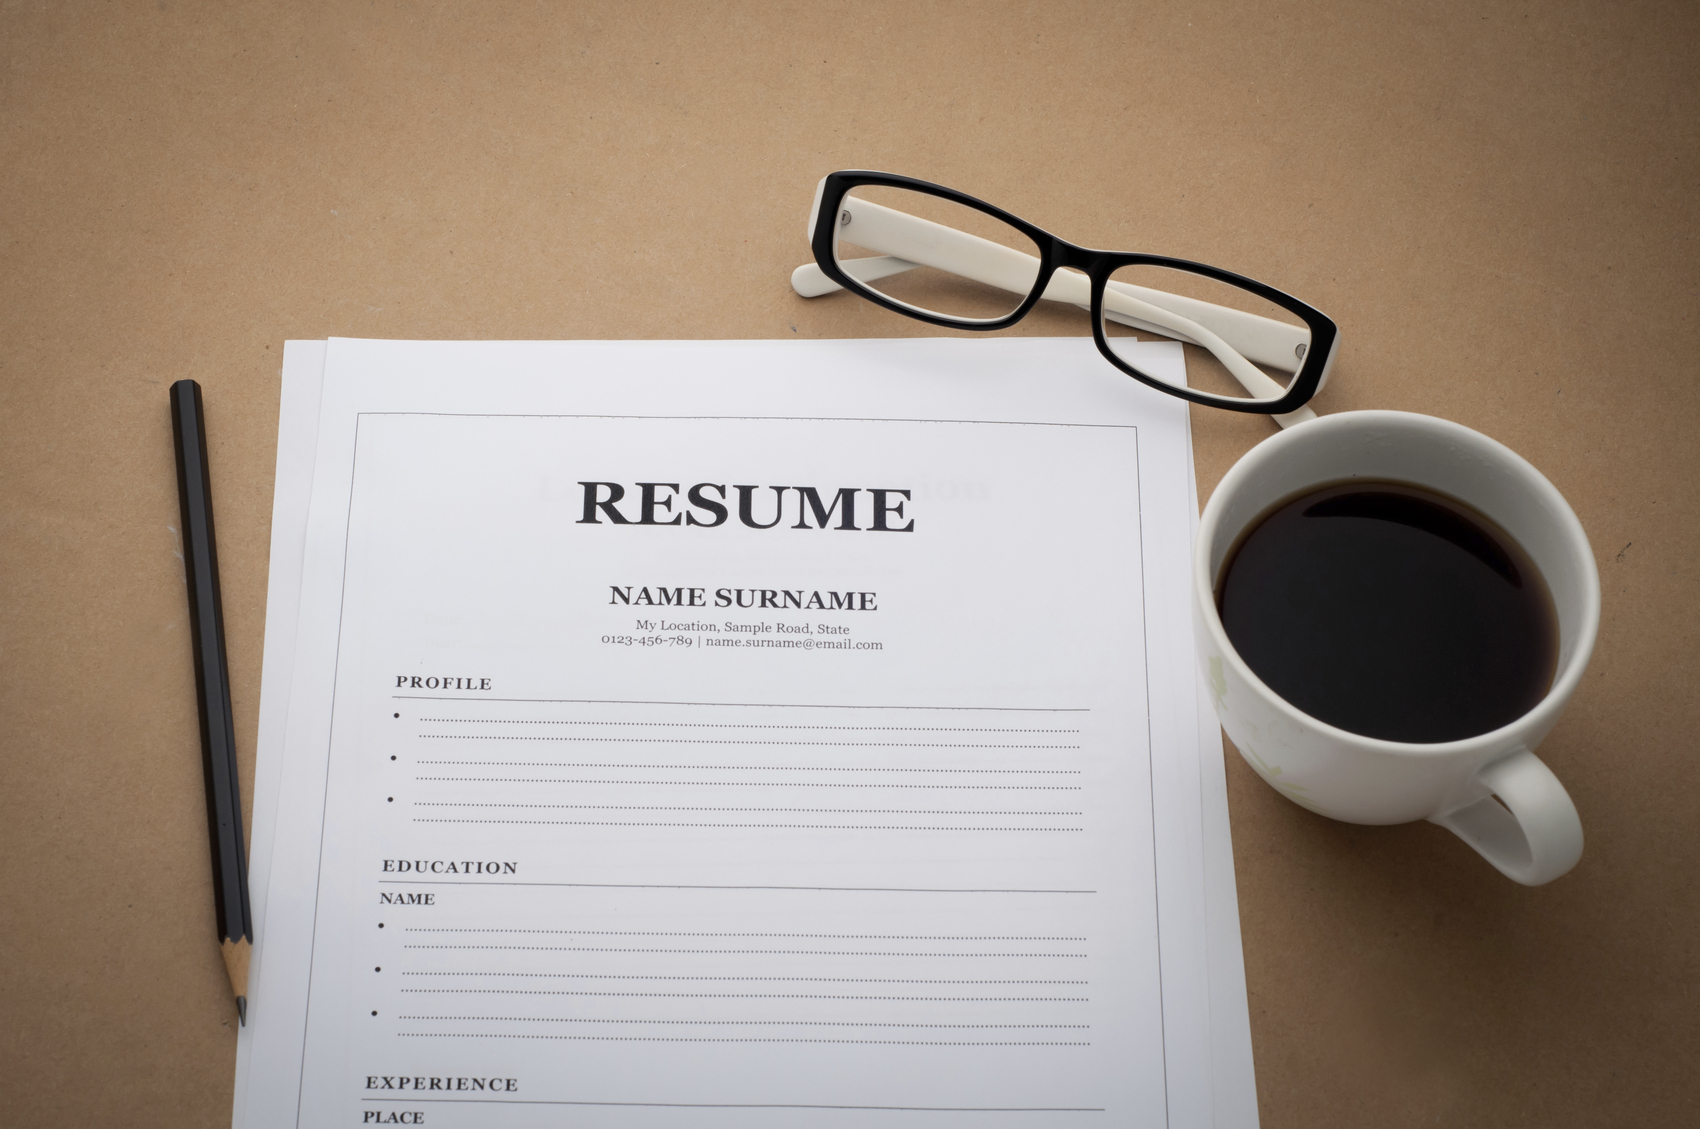 RESUME
NAME SURNAME
My Location, Sample Road, State
0123-456-789 | name.surname@email.com
PROFILE
EDUCATION
NAME
EXPERIENCE
PLACE